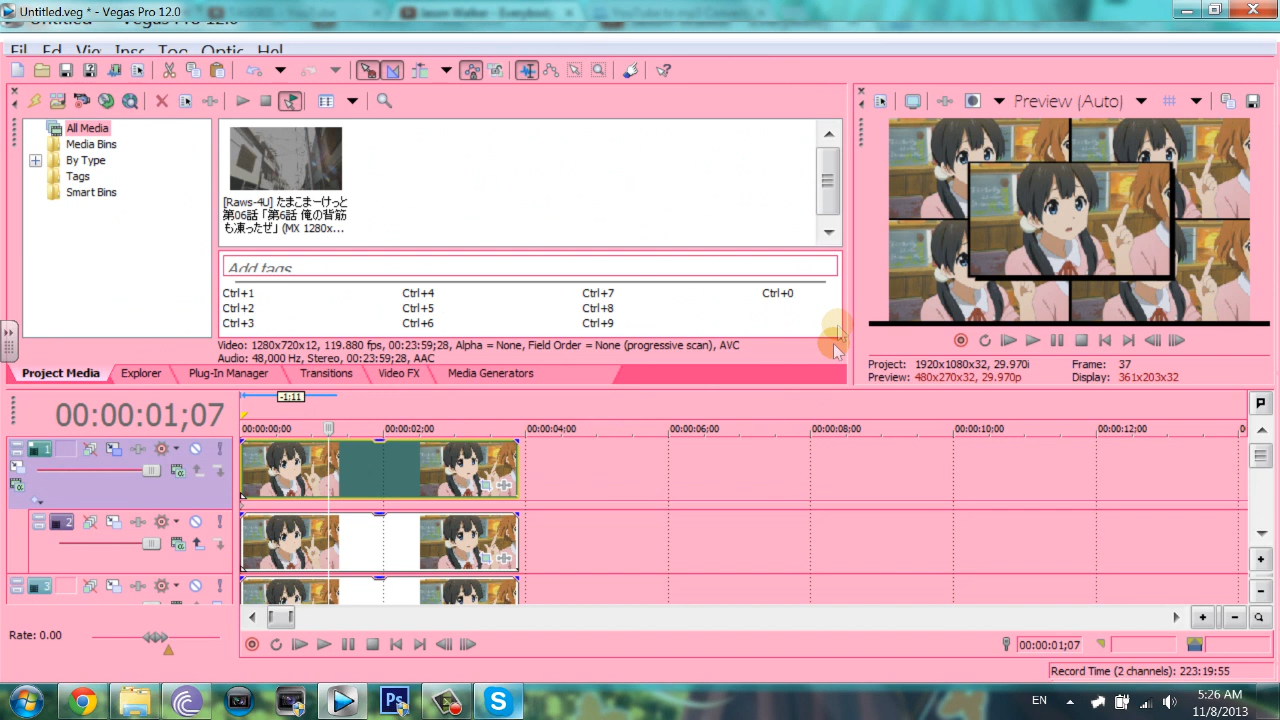 Untitled.veg * - Vegas Pro 12.0
All Media
Media Bins
By Type
Tags
Smart Bins
[Raws-4U] たまこまーけっと
第06話「第6話 俺の背筋
も凍ったぜ」(MX 1280x...
Add tags
Ctrl+1 Ctrl+4 Ctrl+7 Ctrl+0
Ctrl+2 Ctrl+5 Ctrl+8
Ctrl+3 Ctrl+6 Ctrl+9
Video: 1280x720x12, 119.880 fps, 00:23:59;28, Alpha = None, Field Order = None (progressive scan), AVC
Audio: 48,000 Hz, Stereo, 00:23:59;28, AAC
Project Media Explorer Plug-In Manager Transitions Video FX Media Generators
Preview (Auto)
Project: 1920x1080x32, 29.970i Frame: 37
Preview: 480x270x32, 29.970p Display: 361x203x32
00:00:01;07
-1:11
00:00:00;00 00:00:02;00 00:00:04;00 00:00:06;00 00:00:08;00 00:00:10;00 00:00:12;00
1
2
3
Rate: 0.00
00:00:01;07
Record Time (2 channels): 223:19:55
Ps
EN
5:26 AM
11/8/2013